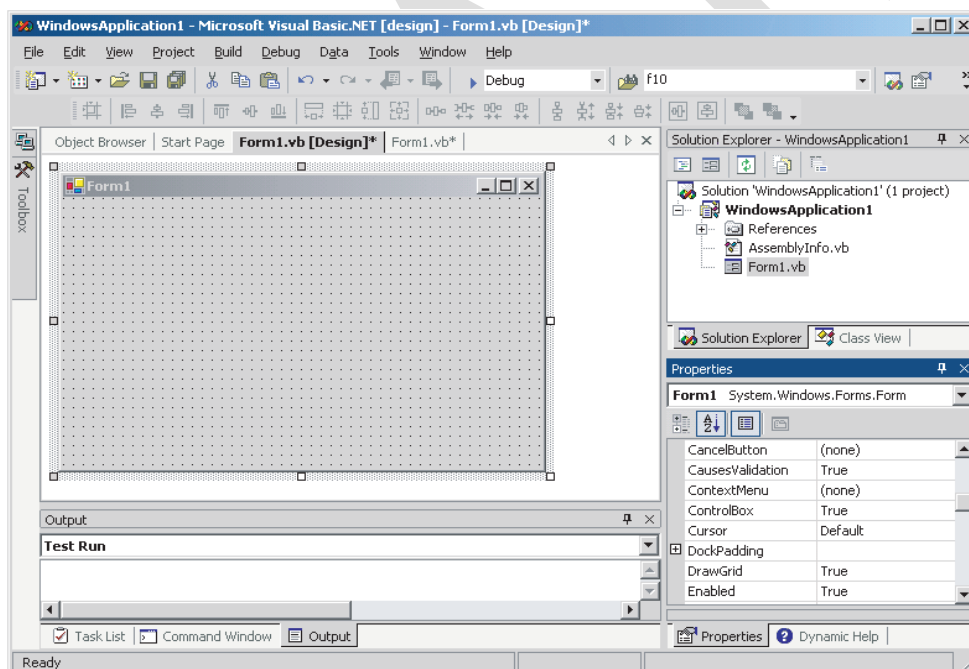 WindowsApplication1 - Microsoft Visual Basic.NET [design] - Form1.vb [Design]*
File Edit View Project Build Debug Data Tools Window Help
Debug f10
Object Browser Start Page Form1.vb [Design]* Form1.vb*
Toolbox
Form1
Output
Test Run
Task List Command Window Output
Solution Explorer - WindowsApplication1
Solution 'WindowsApplication1' (1 project)
WindowsApplication1
References
AssemblyInfo.vb
Form1.vb
Solution Explorer Class View
Properties
Form1 System.Windows.Forms.Form
CancelButton (none)
CausesValidation True
ContextMenu (none)
ControlBox True
Cursor Default
DockPadding
DrawGrid True
Enabled True
Properties Dynamic Help
Ready